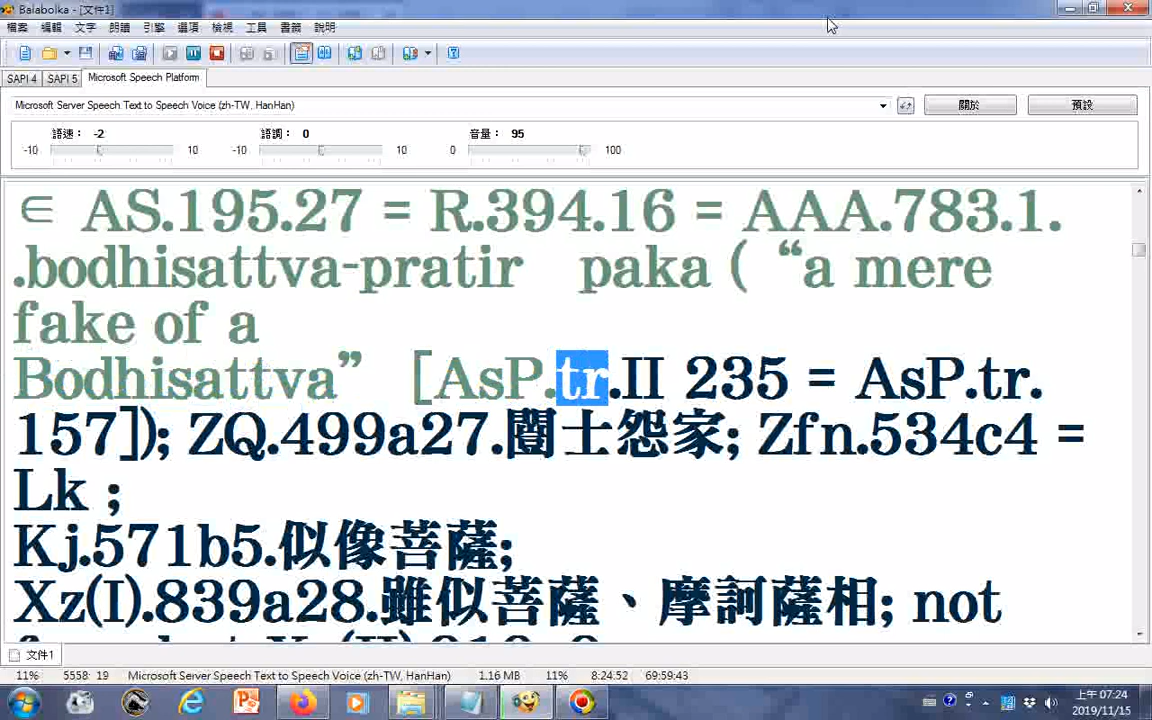 Balabolka - [文件1]
檔案 編輯 文字 朗讀 引擎 選項 檢視 工具 書籤 說明
SAPI 4 SAPI 5 Microsoft Speech Platform
Microsoft Server Speech Text to Speech Voice (zh-TW, HanHan) 關於 預設
語速： -2 語調： 0 音量： 95
-10 10 -10 10 0 100
∈ AS.195.27 = R.394.16 = AAA.783.1.
.bodhisattva-pratir paka (“a mere
fake of a
Bodhisattva” [AsP.tr.II 235 = AsP.tr.
157]); ZQ.499a27.闓士怨家; Zfn.534c4 =
Lk ;
Kj.571b5.似像菩薩;
Xz(I).839a28.雖似菩薩、摩訶薩相; not
文件1
11% 5558: 19 Microsoft Server Speech Text to Speech Voice (zh-TW, HanHan) 1.16 MB 11% 8:24:52 69:59:43
上午 07:24
2019/11/15